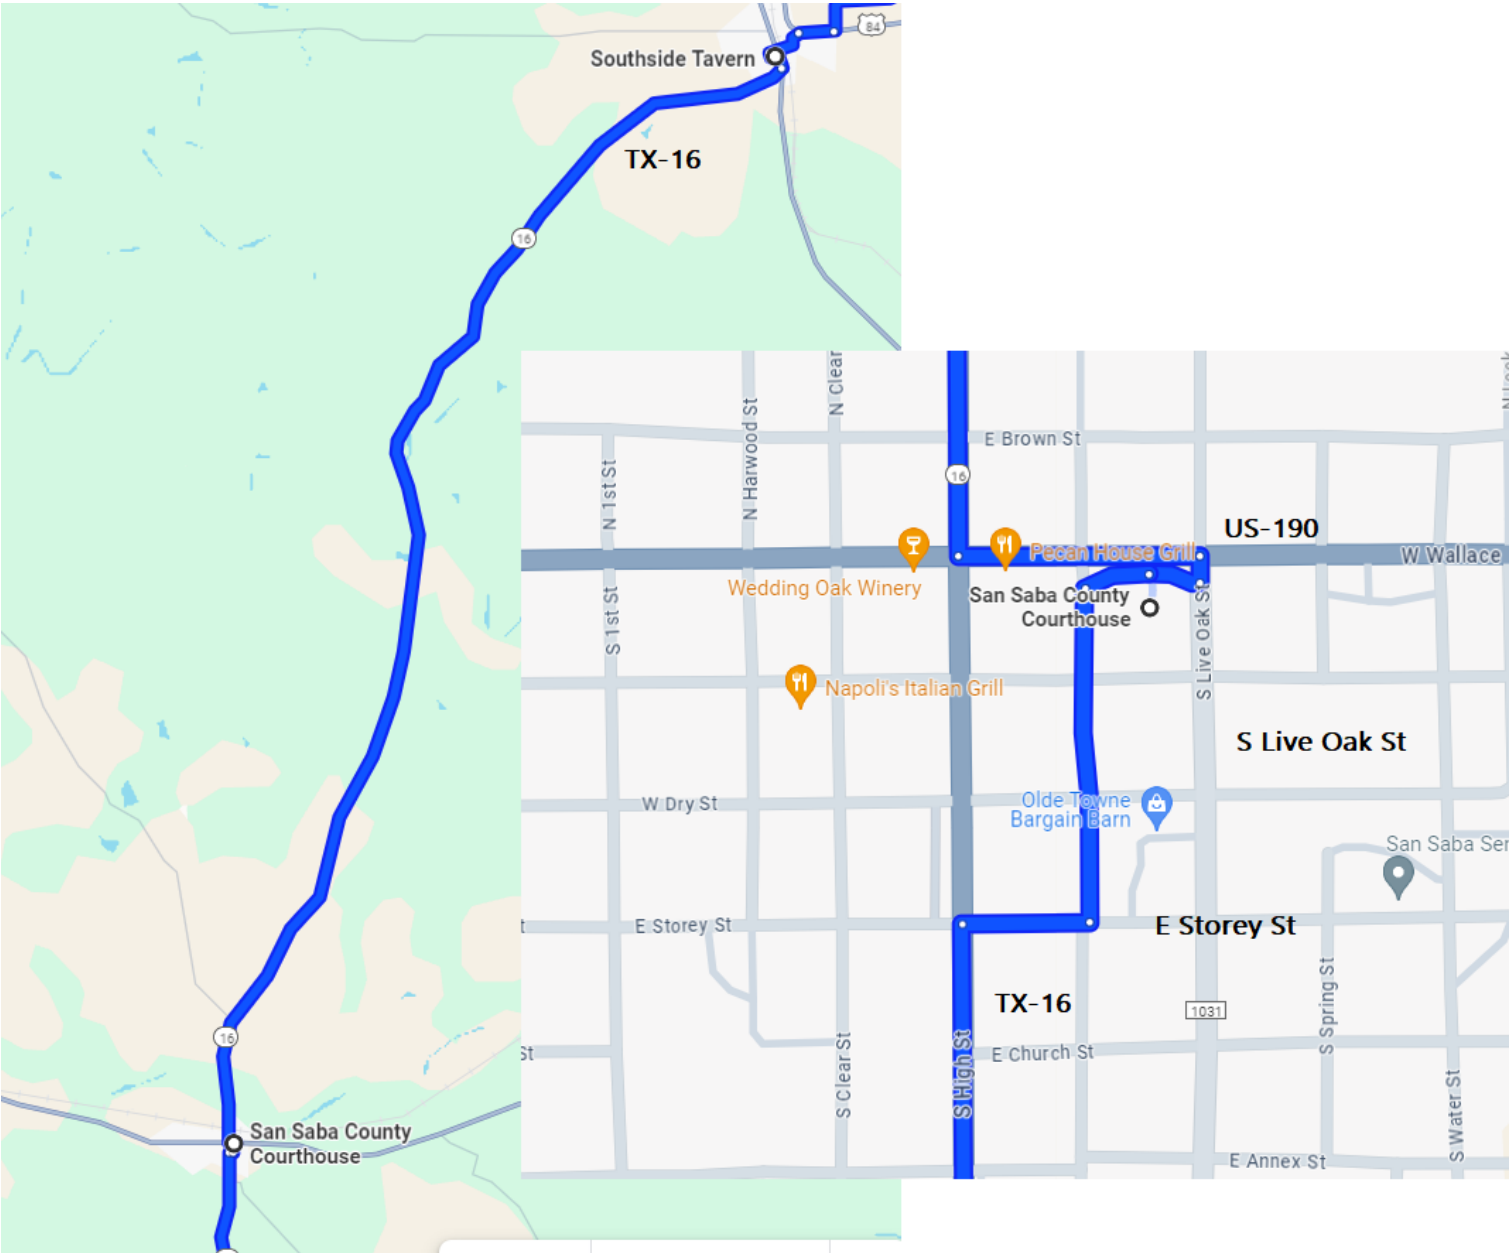 84
Southside Tavern
TX-16
16
16
San Saba County
Courthouse
N Clear
N Harwood St
N 1st St
E Brown St
16
US-190
Pecan House Grill
W Wallace
Wedding Oak Winery
San Saba County
Courthouse
S 1st St
S Live Oak St
Napoli's Italian Grill
S Live Oak St
W Dry St
Olde Towne
Bargain Barn
San Saba Ser
E Storey St
E Storey St
TX-16
1031
S Spring St
St
E Church St
S Clear St
S High St
S Water St
E Annex St